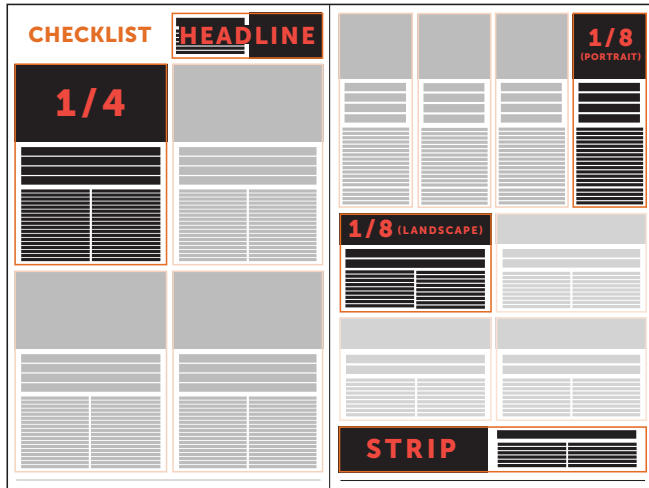 CHECKLIST
HEADLINE
1/4
1/8
(PORTRAIT)
1/8 (LANDSCAPE)
STRIP